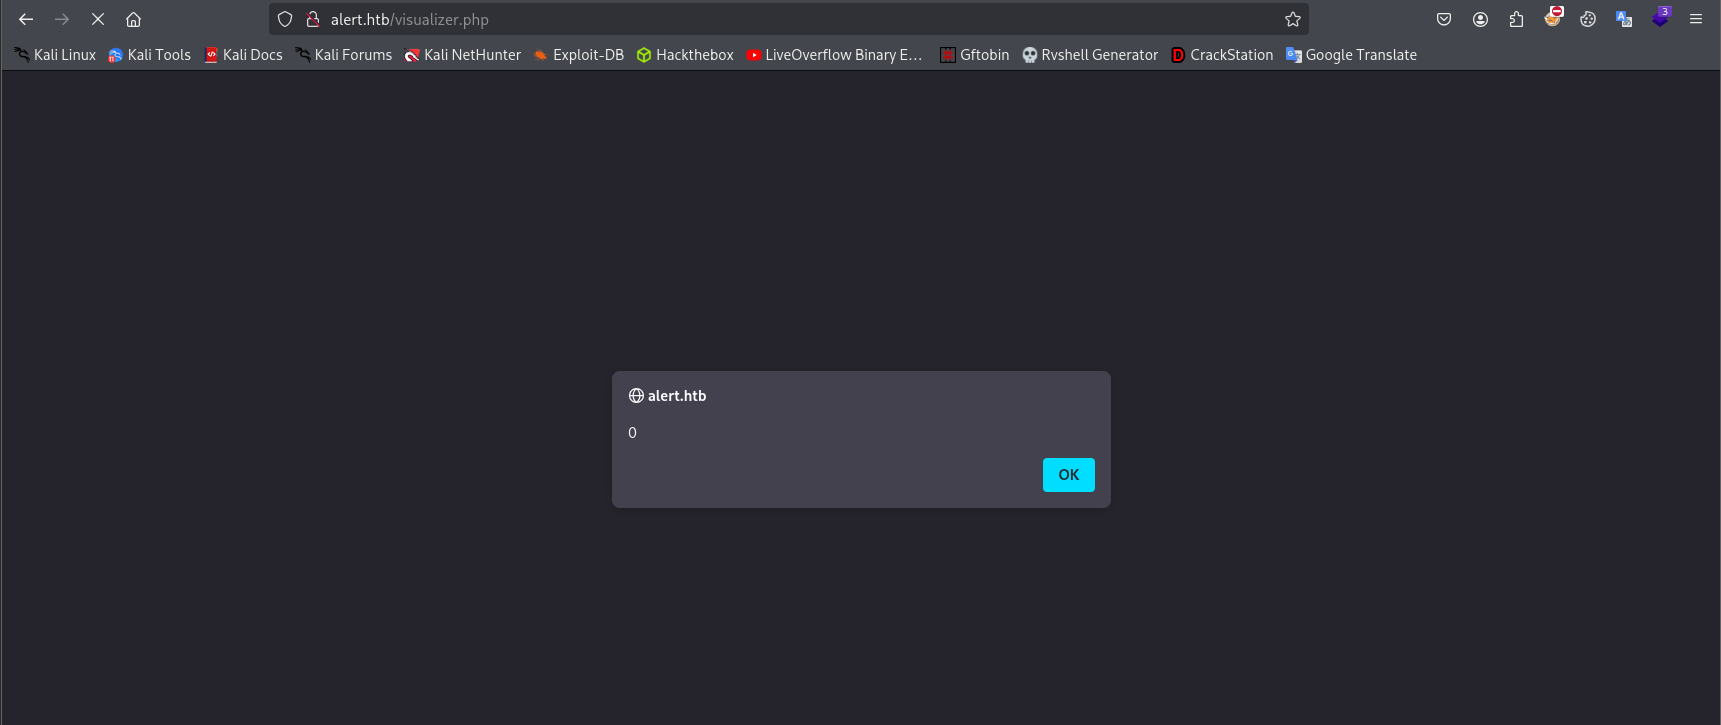 alert.htb/visualizer.php
3
Kali Linux Kali Tools Kali Docs Kali Forums Kali NetHunter Exploit-DB Hackthebox LiveOverflow Binary E… Gftobin Rvshell Generator CrackStation Google Translate
alert.htb
0
OK